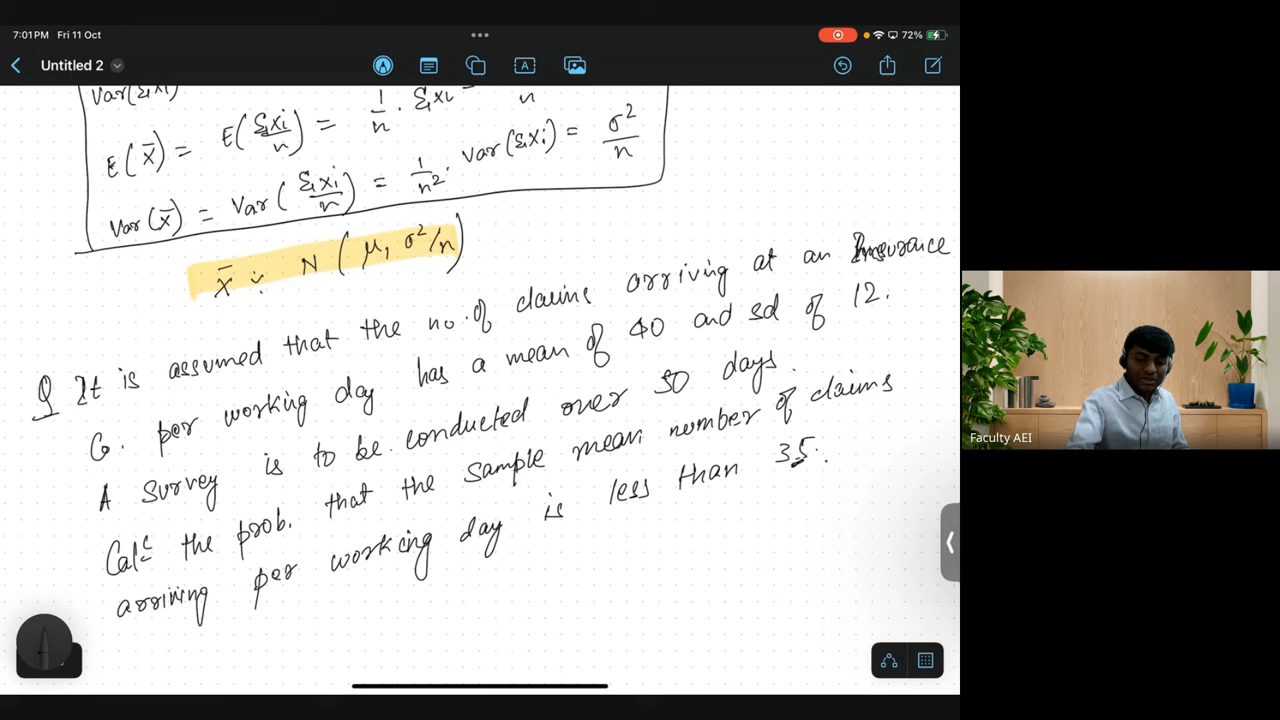 7:01 PM Fri 11 Oct
72%
Untitled 2
Var(Σxi)
E(x̄) = E(Σxi/n) = 1/n · Σxi = n
Var(x̄) = Var(Σxi/n) = 1/n² · Var(Σxi) = σ²/n
x̄ ∻ N(μ, σ²/n)
Q It is assumed that the no. of claims arriving at an Insurance
Co. per working day has a mean of 40 and sd of 12.
A survey is to be conducted over 50 days.
Calc the prob. that the sample mean number of claims
arriving per working day is less than 35.
Faculty AEI